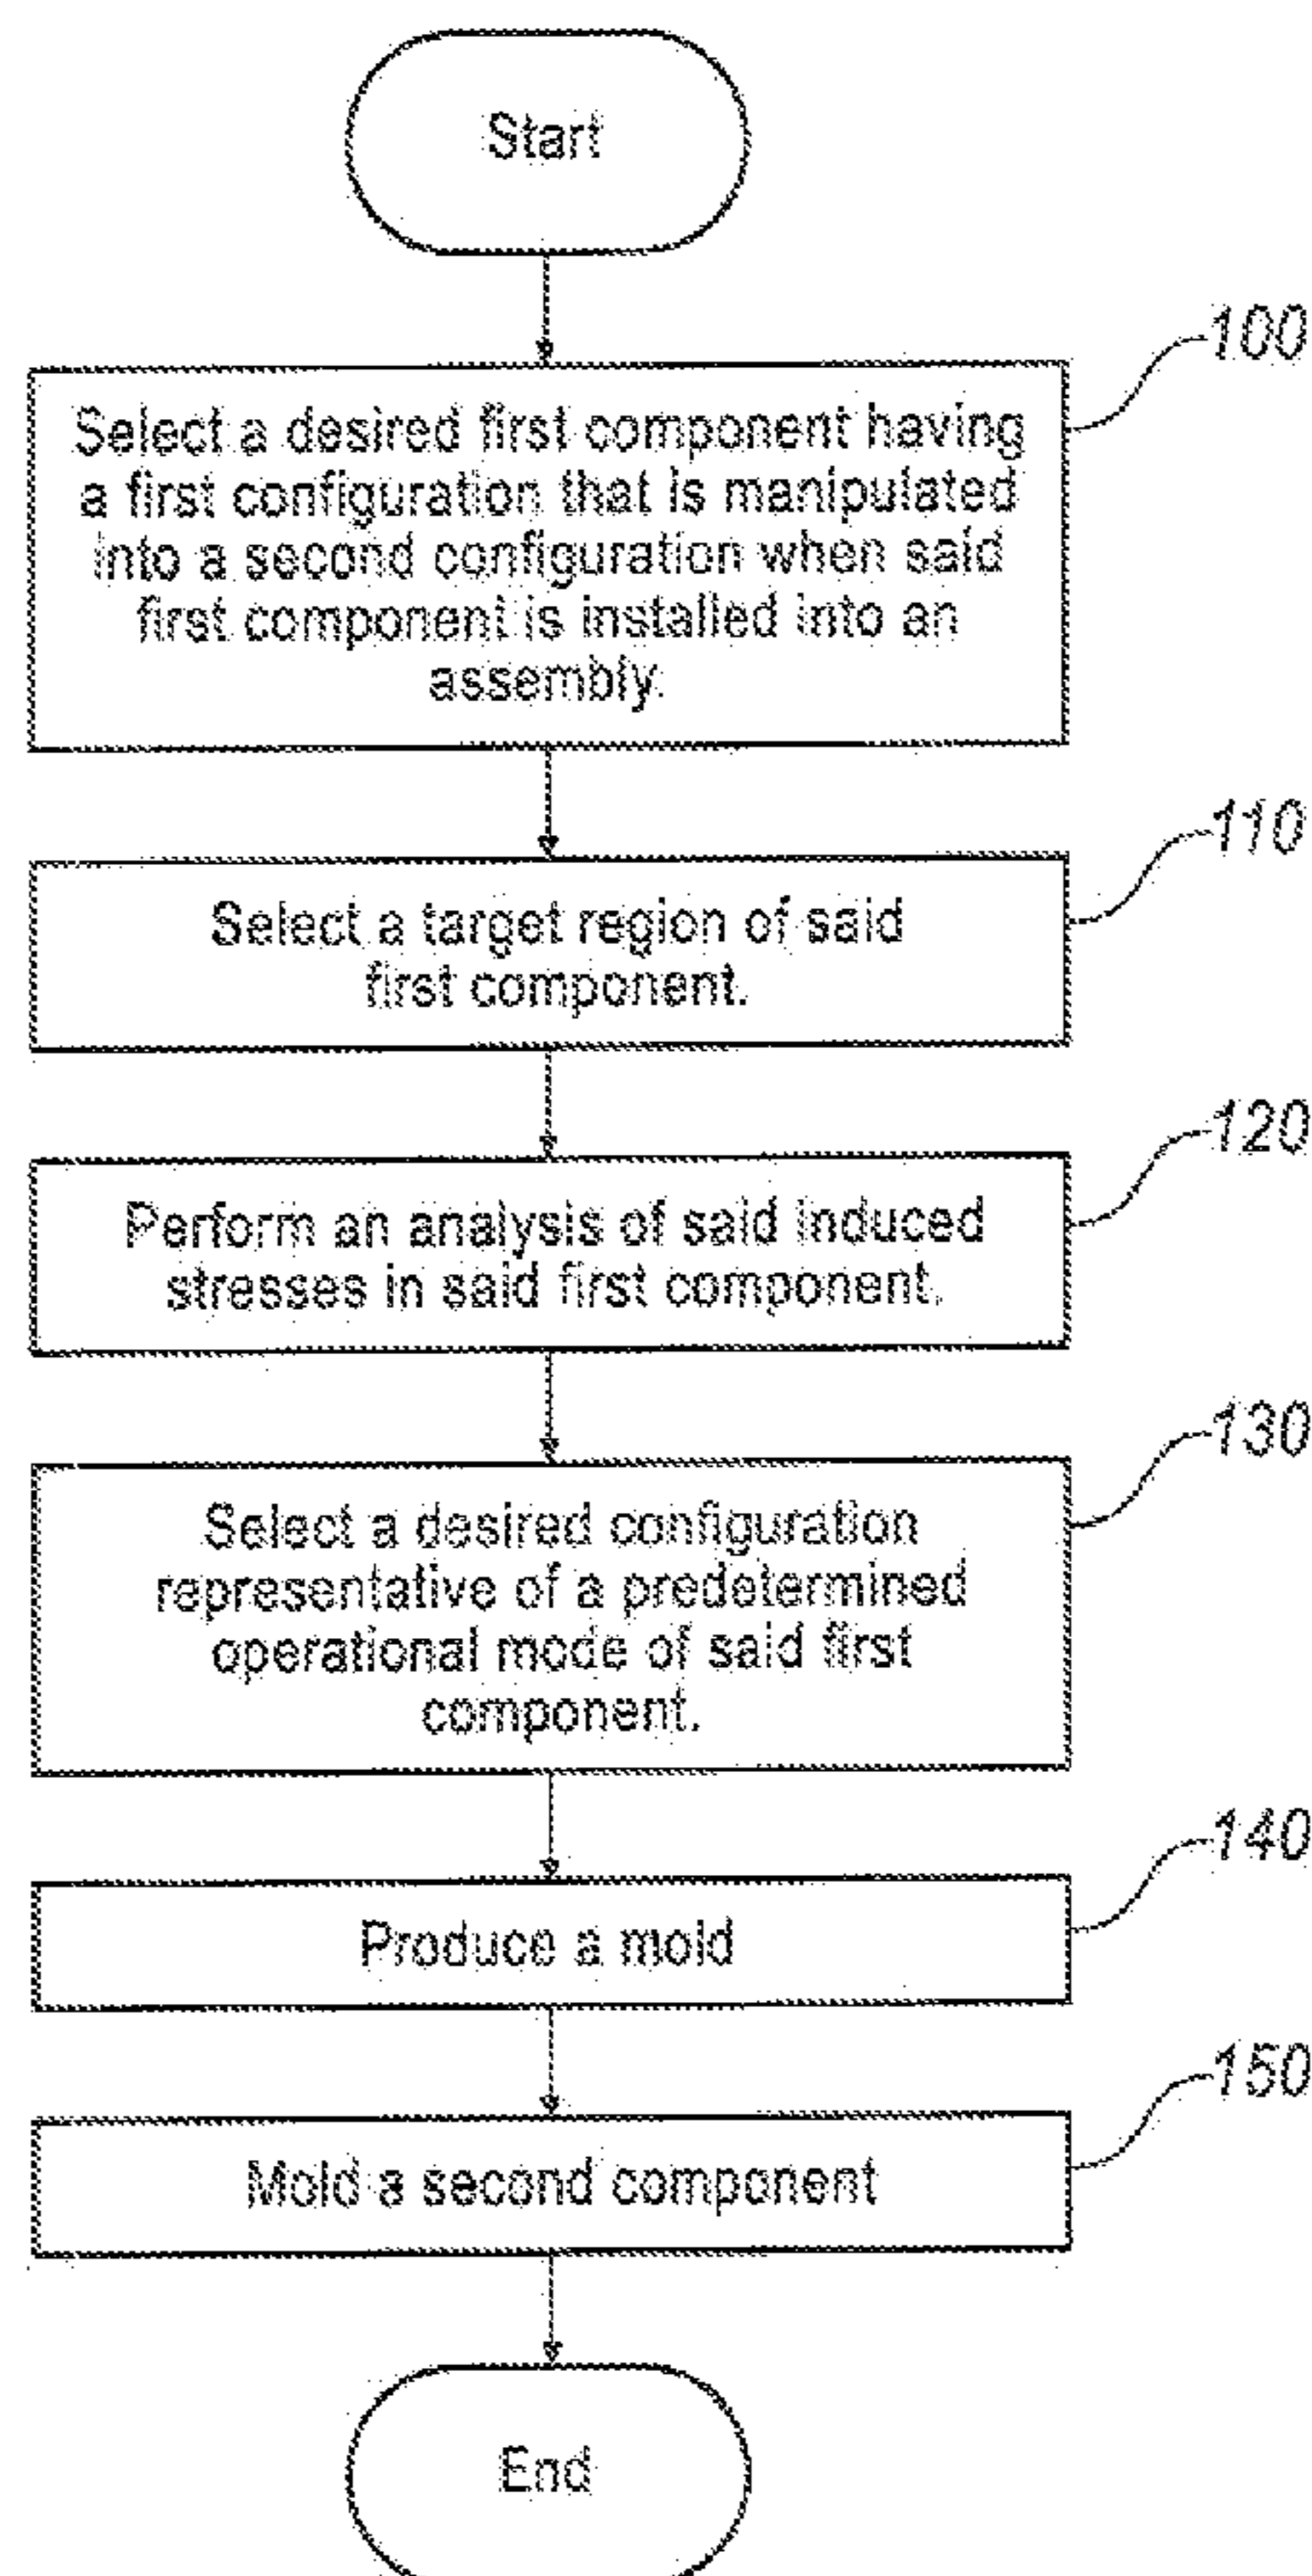 Start
100
Select a desired first component having
a first configuration that is manipulated
into a second configuration when said
first component is installed into an
assembly.
110
Select a target region of said
first component.
120
Perform an analysis of said induced
stresses in said first component.
130
Select a desired configuration
representative of a predetermined
operational mode of said first
component.
140
Produce a mold
150
Mold a second component
End